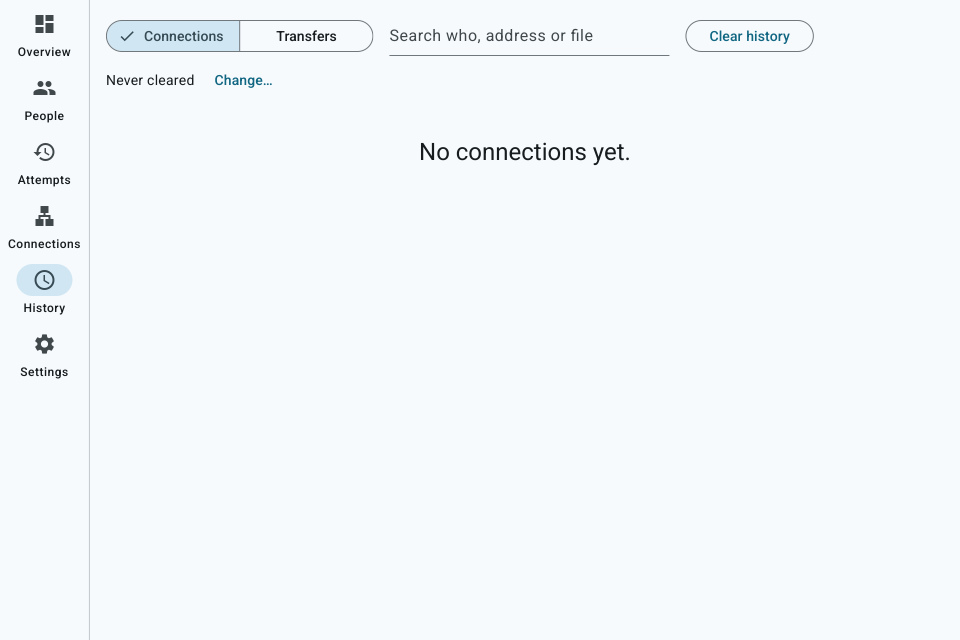 Overview
People
Attempts
Connections
History
Settings
Connections
Transfers
Search who, address or file
Clear history
Never cleared
Change…
No connections yet.